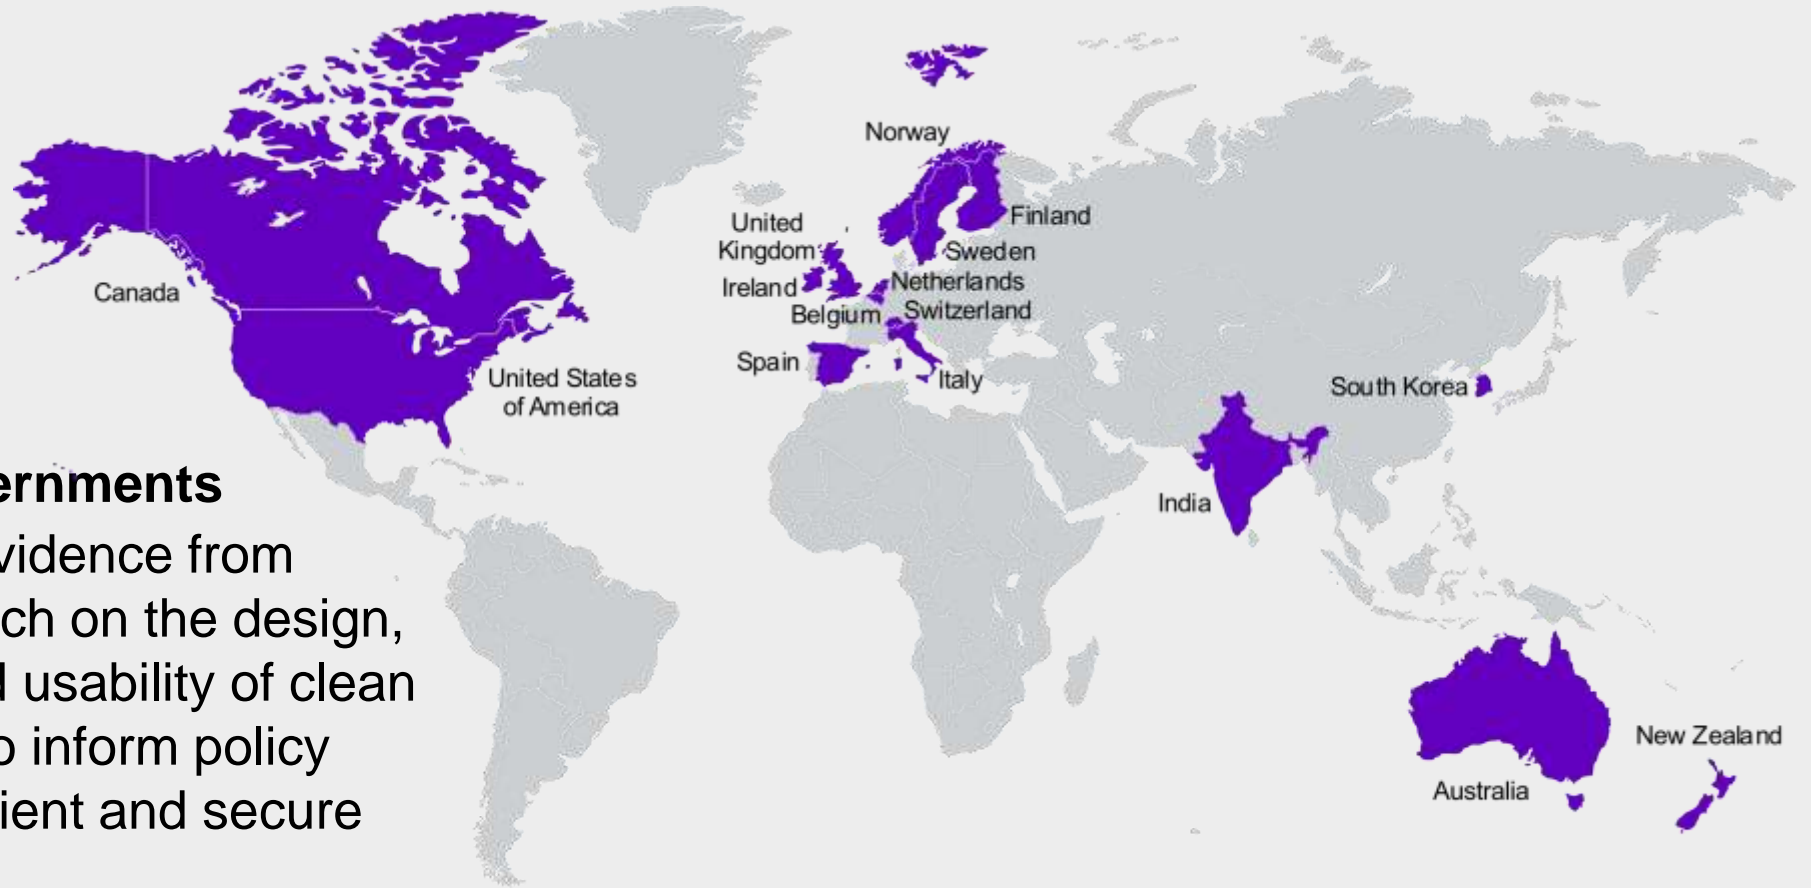 Norway
Finland
United
Kingdom
Sweden
Ireland
Netherlands
Belgium
Switzerland
Canada
Spain
Italy
United States
of America
South Korea
India
New Zealand
Australia
ernments
vidence from
ch on the design,
d usability of clean
o inform policy
ient and secure